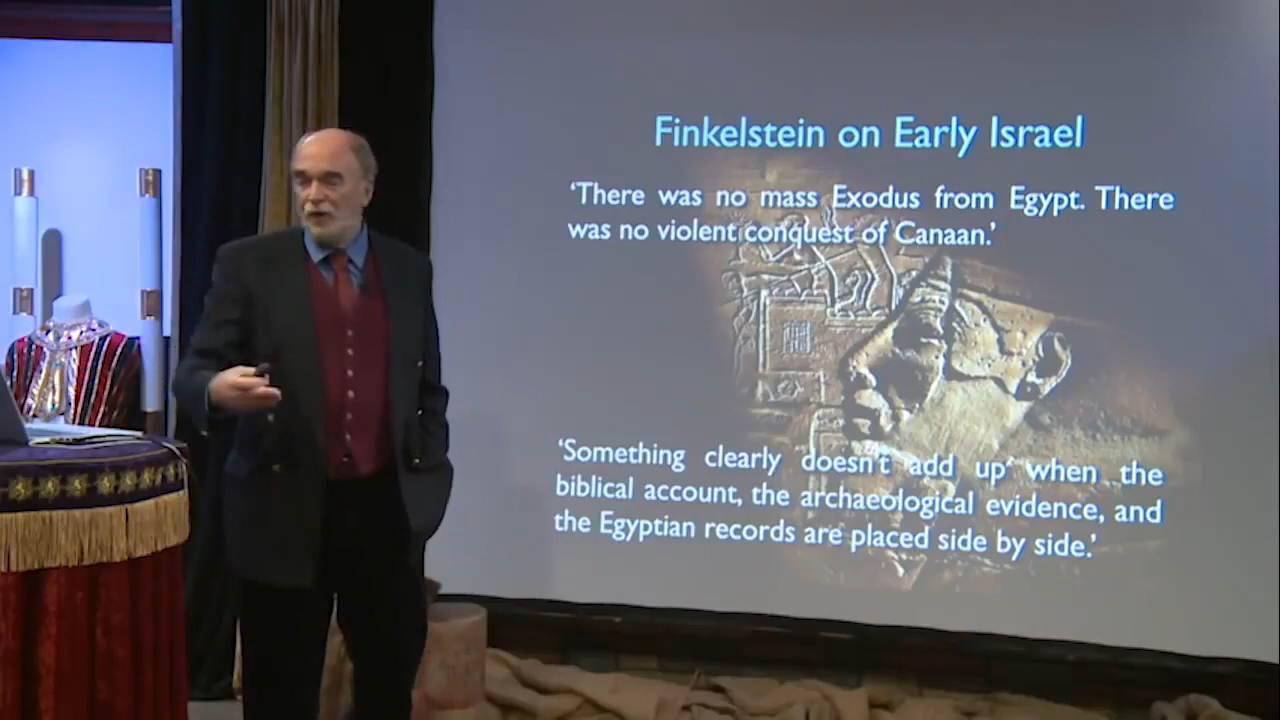 Finkelstein on Early Israel
‘There was no mass Exodus from Egypt. There
was no violent conquest of Canaan.’
‘Something clearly doesn’t add up’ when the
biblical account, the archaeological evidence, and
the Egyptian records are placed side by side.’